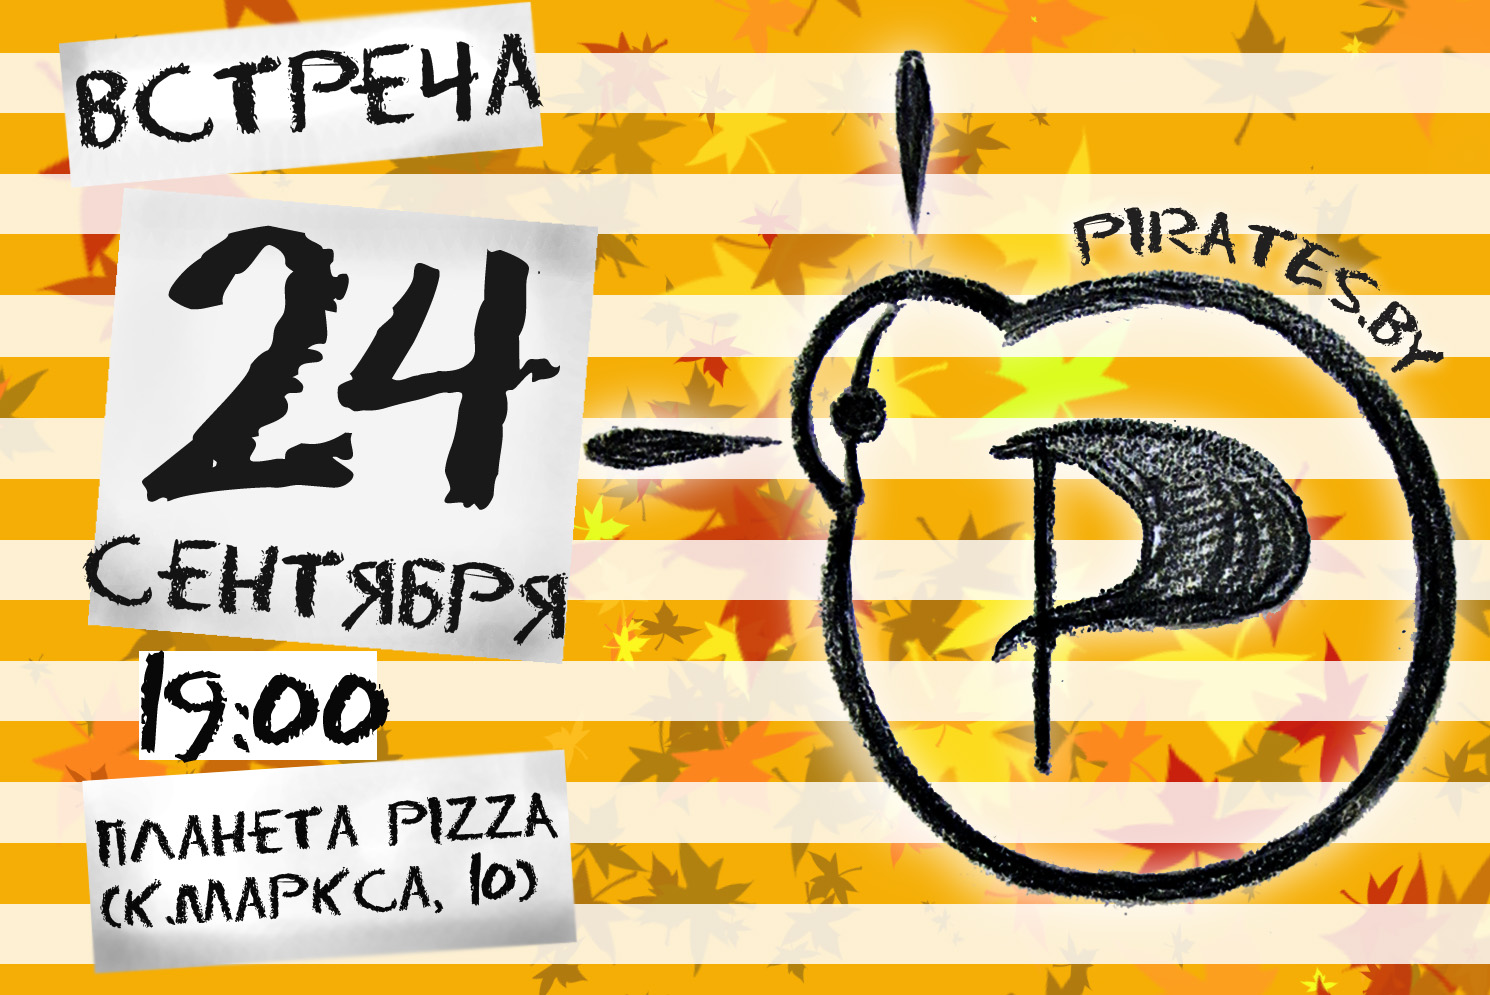 ВСТРЕЧА
24
СЕНТЯБРЯ
19:00
ПЛАНЕТА PIZZA
(К.МАРКСА, 10)
PIRATES.BY